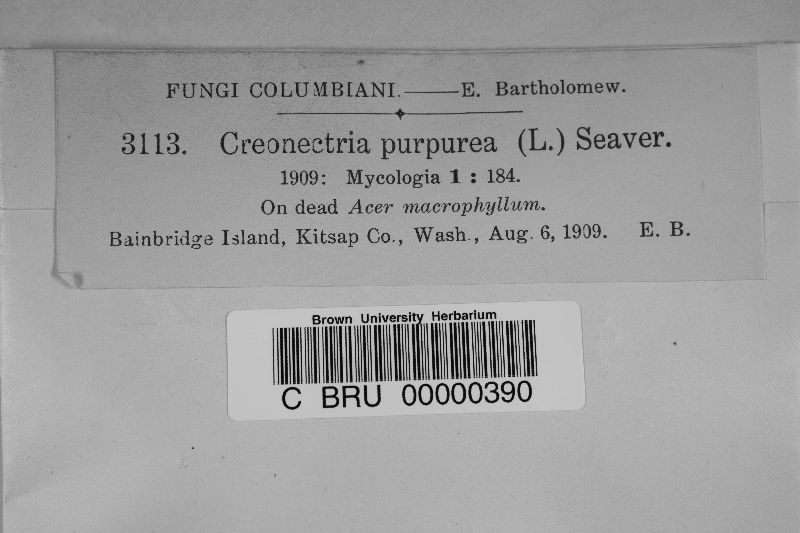 FUNGI COLUMBIANI.——E. Bartholomew.
3113. Creonectria purpurea (L.) Seaver.
1909: Mycologia 1 : 184.
On dead Acer macrophyllum.
Bainbridge Island, Kitsap Co., Wash., Aug. 6, 1909. E. B.
Brown University Herbarium
C BRU 00000390